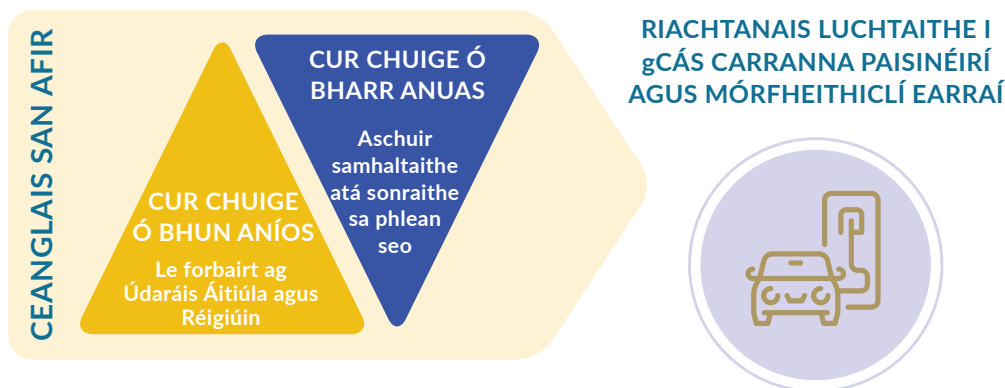 CEANGLAIS SAN AFIR
CUR CHUIGE Ó
BHUN ANÍOS
Le forbairt ag
Údaráis Áitiúla agus
Réigiúin
CUR CHUIGE Ó
BHARR ANUAS
Aschuir
samhaltaithe
atá sonraithe
sa phlean
seo
RIACHTANAIS LUCHTAITHE I
gCÁS CARRANNA PAISINÉIRÍ
AGUS MÓRFHEITHICLÍ EARRAÍ